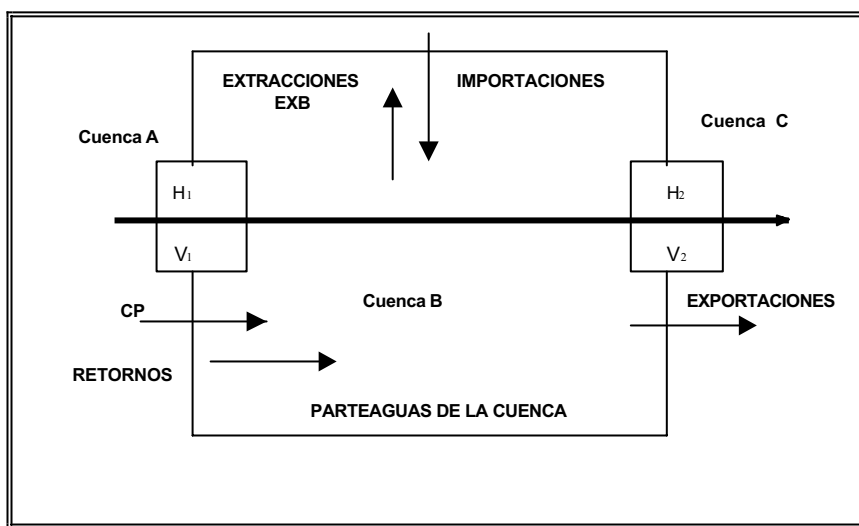 EXTRACCIONES
EXB
IMPORTACIONES
Cuenca A
Cuenca C
H1
H2
V1
V2
CP
Cuenca B
EXPORTACIONES
RETORNOS
PARTEAGUAS DE LA CUENCA